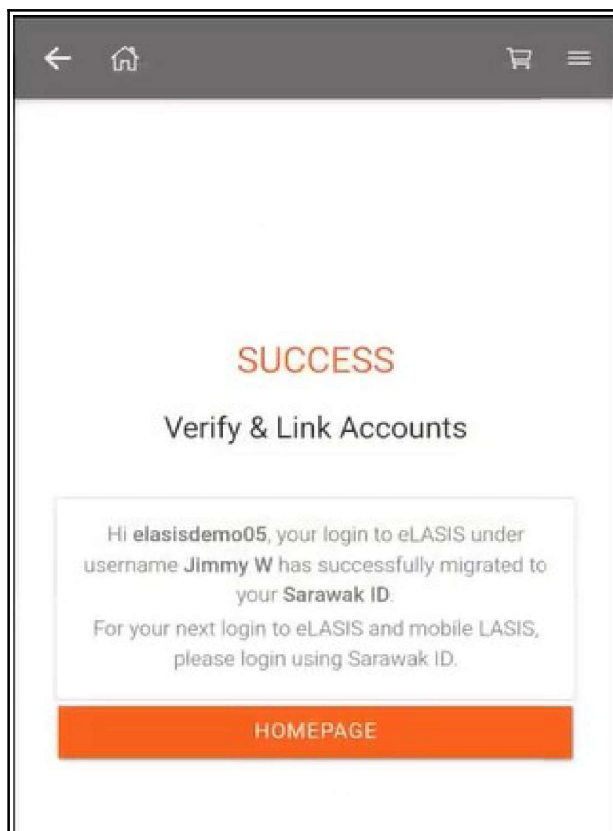 SUCCESS
Verify & Link Accounts
Hi elasisdemo05, your login to eLASIS under
username Jimmy W has successfully migrated to
your Sarawak ID.
For your next login to eLASIS and mobile LASIS,
please login using Sarawak ID.
HOMEPAGE